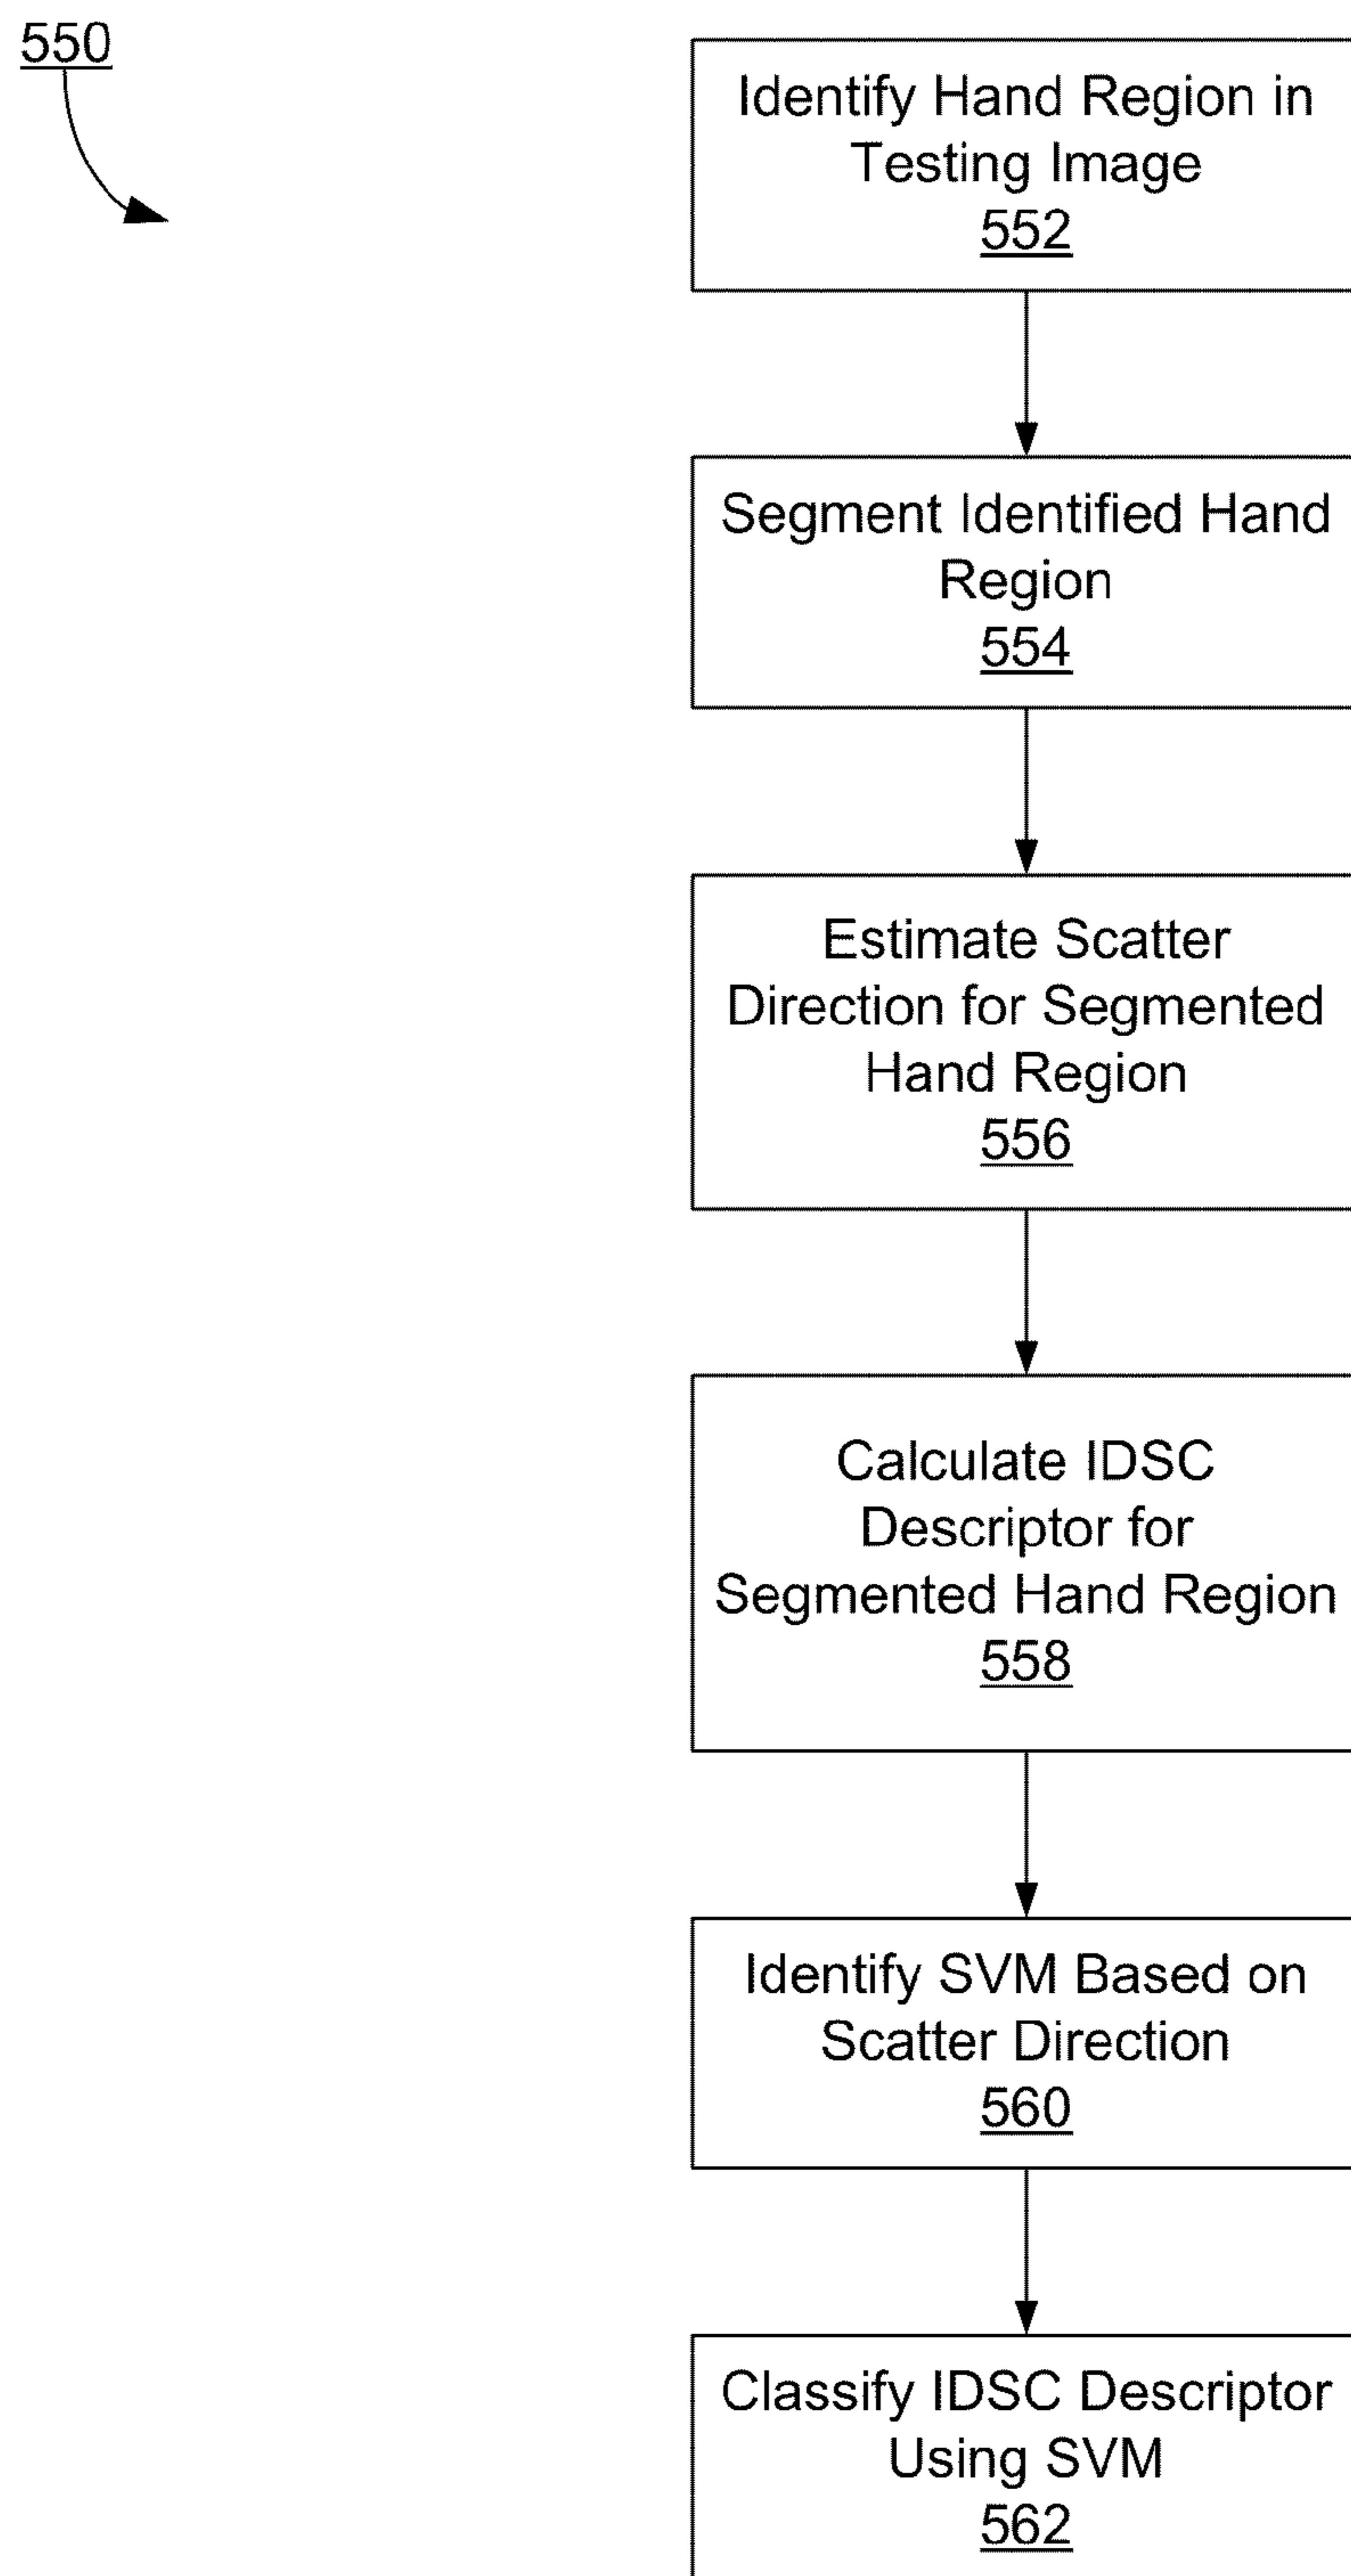 550
Identify Hand Region in
Testing Image
552
Segment Identified Hand
Region
554
Estimate Scatter
Direction for Segmented
Hand Region
556
Calculate IDSC
Descriptor for
Segmented Hand Region
558
Identify SVM Based on
Scatter Direction
560
Classify IDSC Descriptor
Using SVM
562